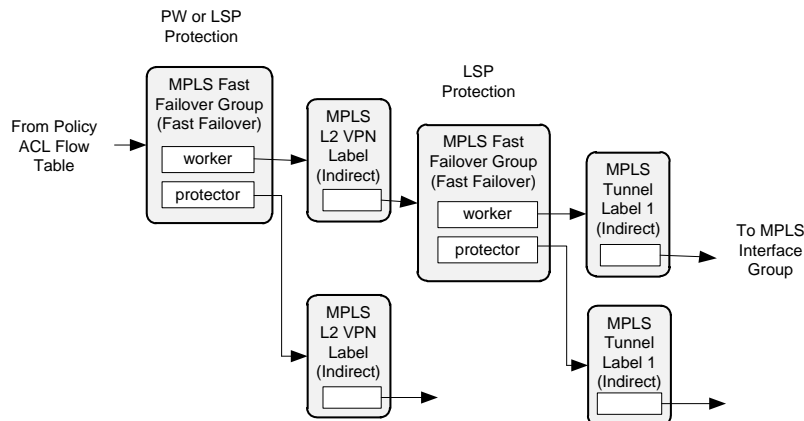 PW or LSP
Protection
From Policy
ACL Flow
Table
MPLS Fast
Failover Group
(Fast Failover)
worker
protector
MPLS
L2 VPN
Label
(Indirect)
MPLS
L2 VPN
Label
(Indirect)
LSP
Protection
MPLS Fast
Failover Group
(Fast Failover)
worker
protector
MPLS
Tunnel
Label 1
(Indirect)
MPLS
Tunnel
Label 1
(Indirect)
To MPLS
Interface
Group